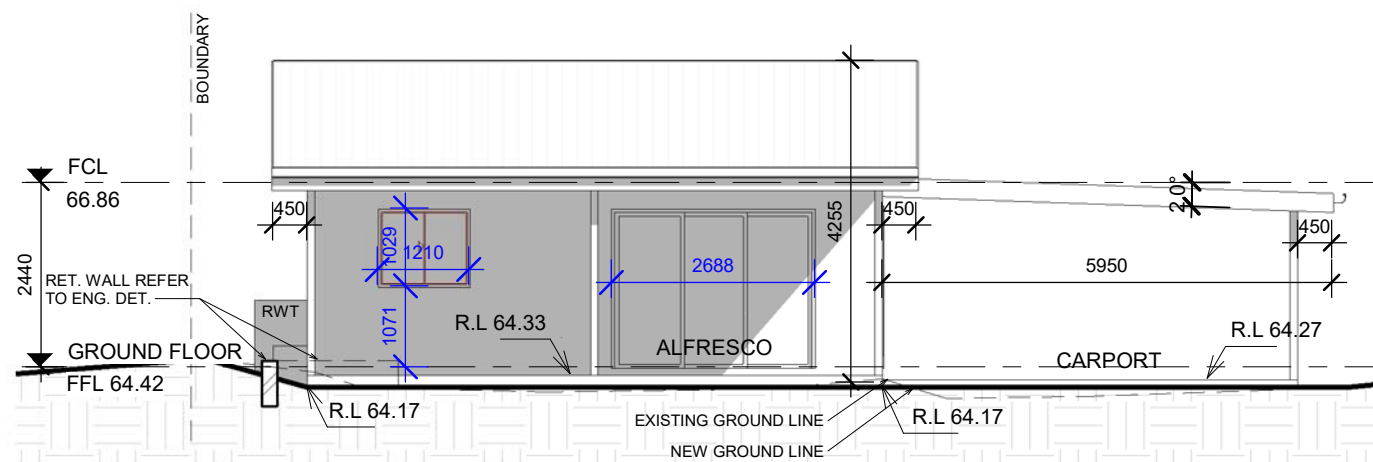 BOUNDARY
FCL
66.86
2440
450
RET. WALL REFER
TO ENG. DET.
RWT
1029
1210
1071
2688
4255
450
2.0°
450
5950
R.L 64.33
ALFRESCO
R.L 64.27
CARPORT
GROUND FLOOR
FFL 64.42
R.L 64.17
EXISTING GROUND LINE
R.L 64.17
NEW GROUND LINE